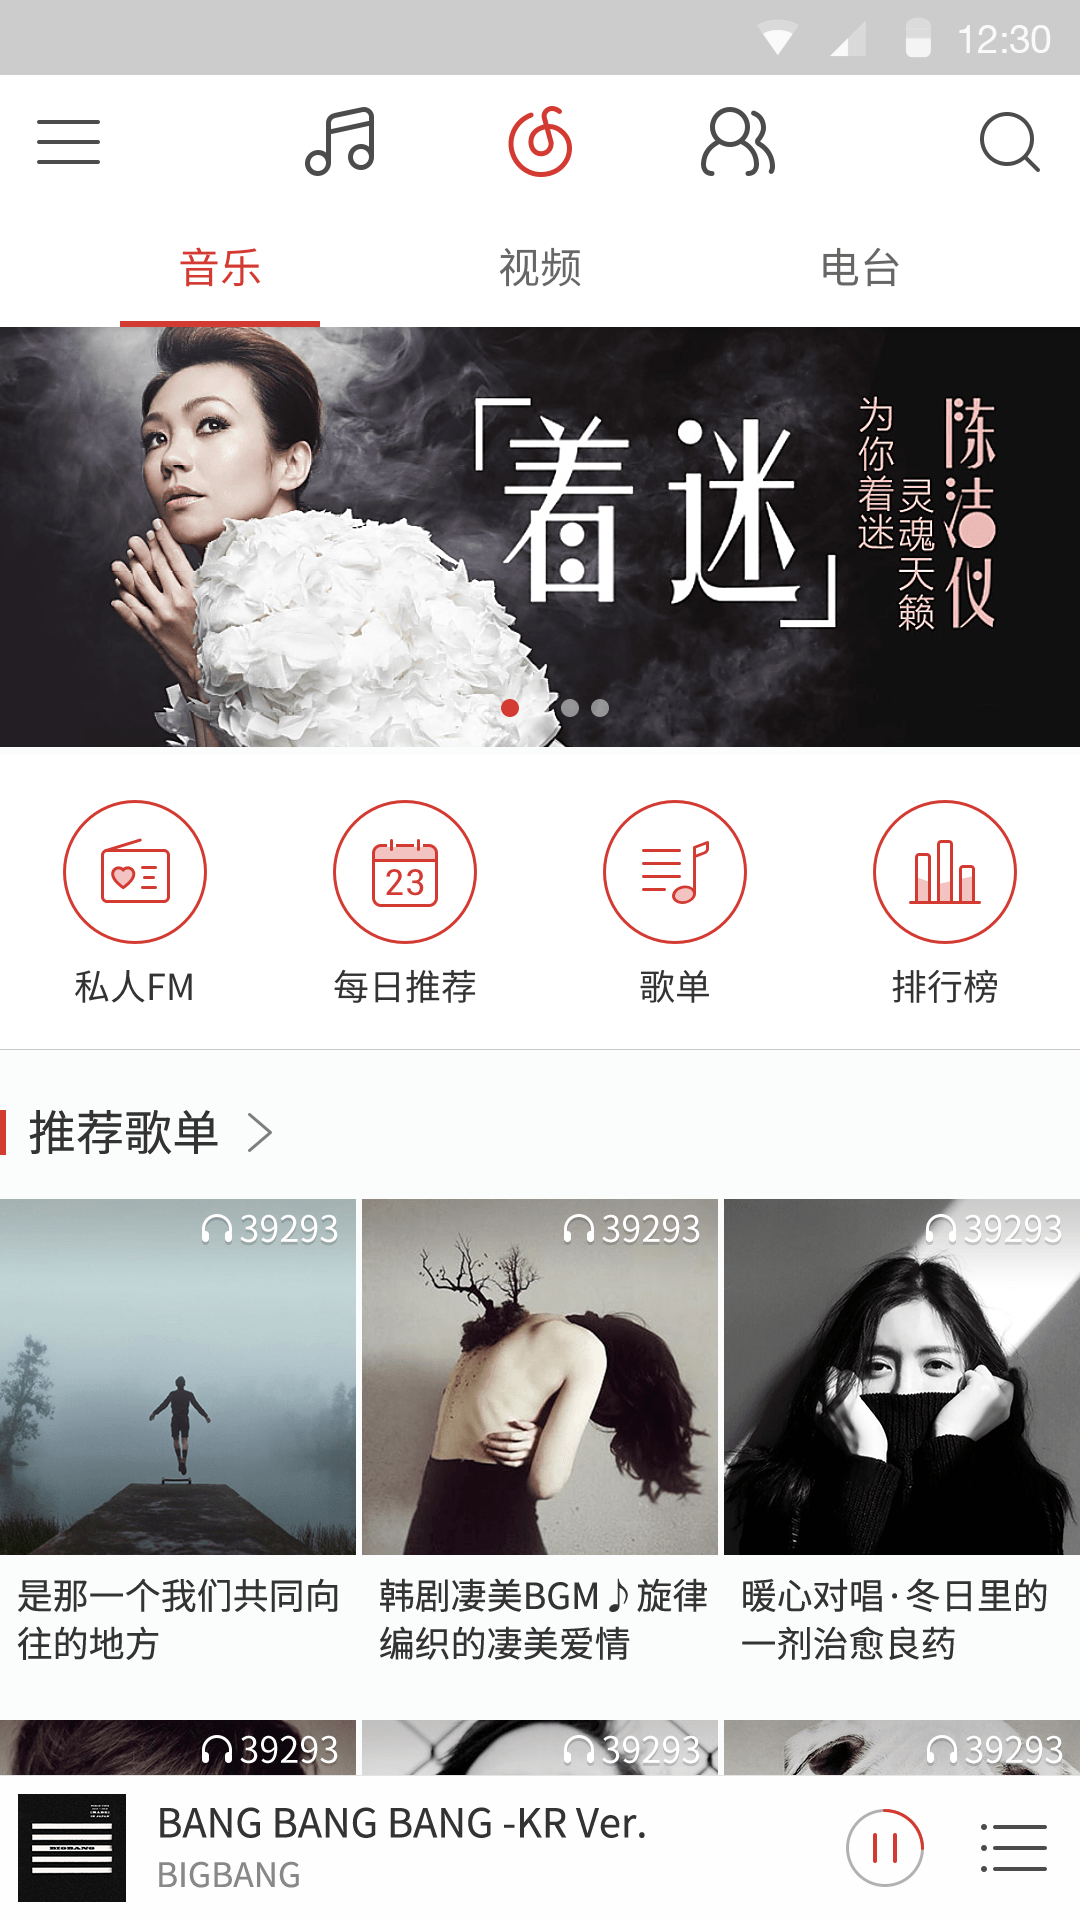 12:30
音乐
视频
电台
「着迷」
为你着迷
灵魂天籁
陈洁仪
23
私人FM
每日推荐
歌单
排行榜
推荐歌单
39293
39293
39293
是那一个我们共同向
往的地方
韩剧凄美BGM♪旋律
编织的凄美爱情
暖心对唱·冬日里的
一剂治愈良药
39293
39293
39293
BIGBANG
BANG BANG BANG -KR Ver.
BIGBANG